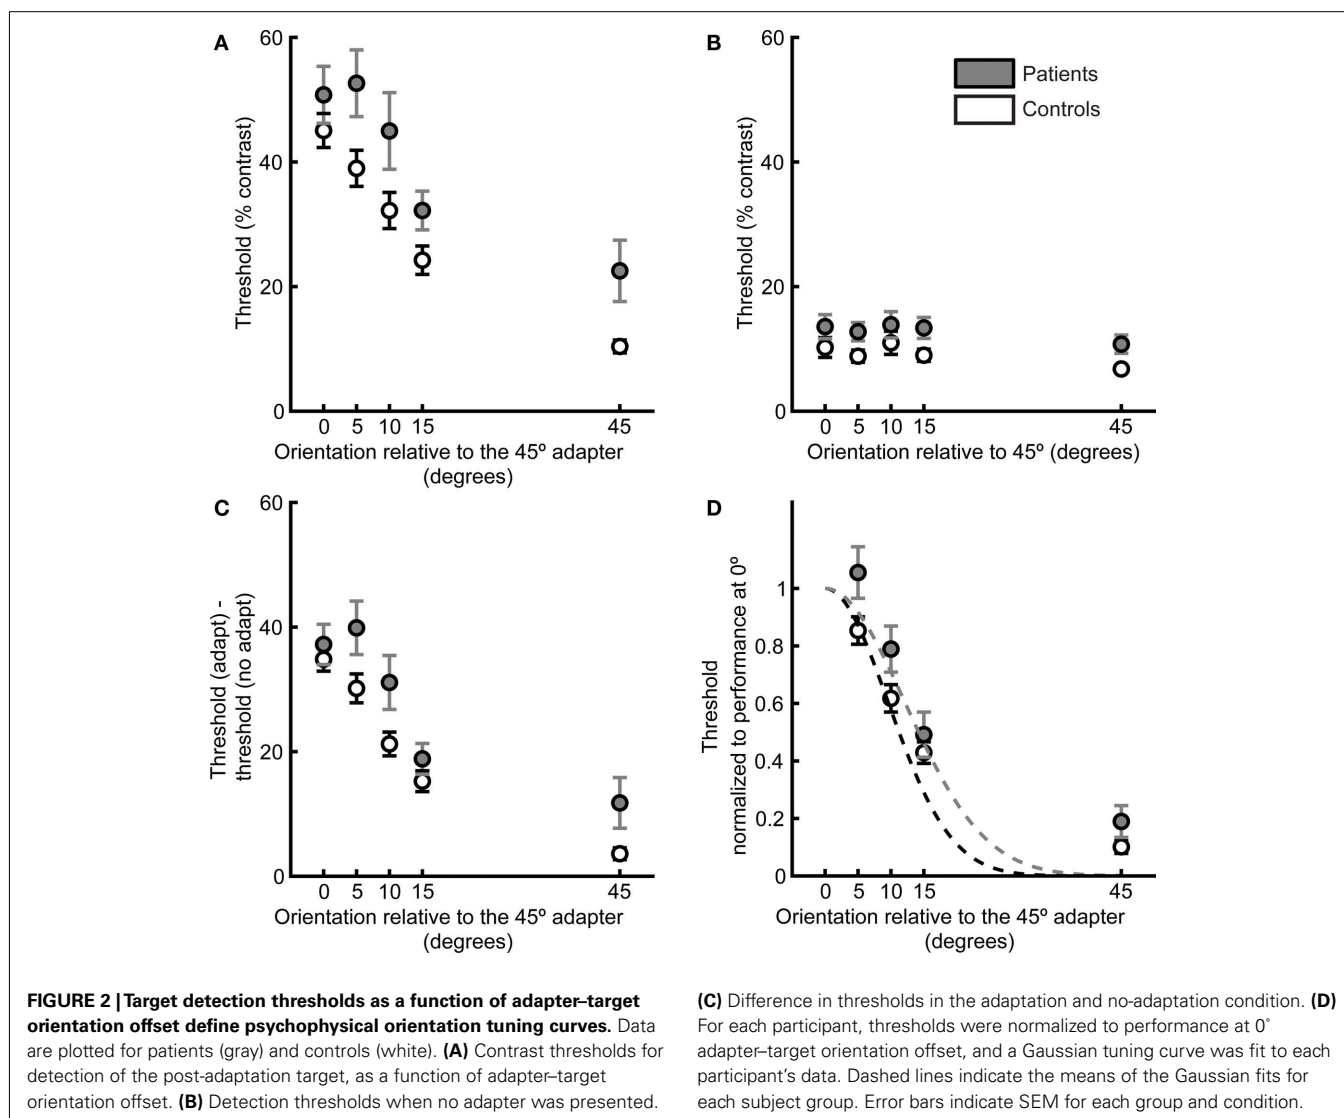 A
60
40
20
0
Threshold (% contrast)
0 5 10 15 45
Orientation relative to the 45º adapter
(degrees)
B
60
40
20
0
Threshold (% contrast)
Patients
Controls
0 5 10 15 45
Orientation relative to 45º (degrees)
C
60
40
20
0
Threshold (adapt) -
threshold (no adapt)
0 5 10 15 45
Orientation relative to the 45º adapter
(degrees)
D
1
0.8
0.6
0.4
0.2
0
Threshold
normalized to performance at 0º
0 5 10 15 45
Orientation relative to the 45º adapter
(degrees)
FIGURE 2 | Target detection thresholds as a function of adapter–target
orientation offset define psychophysical orientation tuning curves. Data
are plotted for patients (gray) and controls (white). (A) Contrast thresholds for
detection of the post-adaptation target, as a function of adapter–target
orientation offset. (B) Detection thresholds when no adapter was presented.
(C) Difference in thresholds in the adaptation and no-adaptation condition. (D)
For each participant, thresholds were normalized to performance at 0˚
adapter–target orientation offset, and a Gaussian tuning curve was fit to each
participant's data. Dashed lines indicate the means of the Gaussian fits for
each subject group. Error bars indicate SEM for each group and condition.